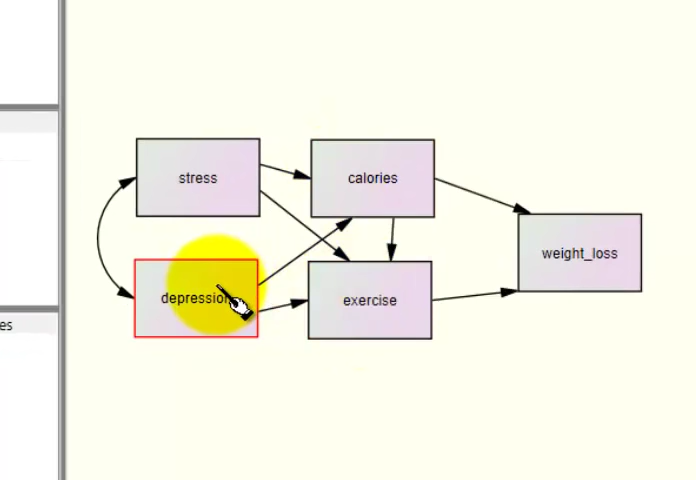 stress
calories
weight_loss
depression
exercise
es